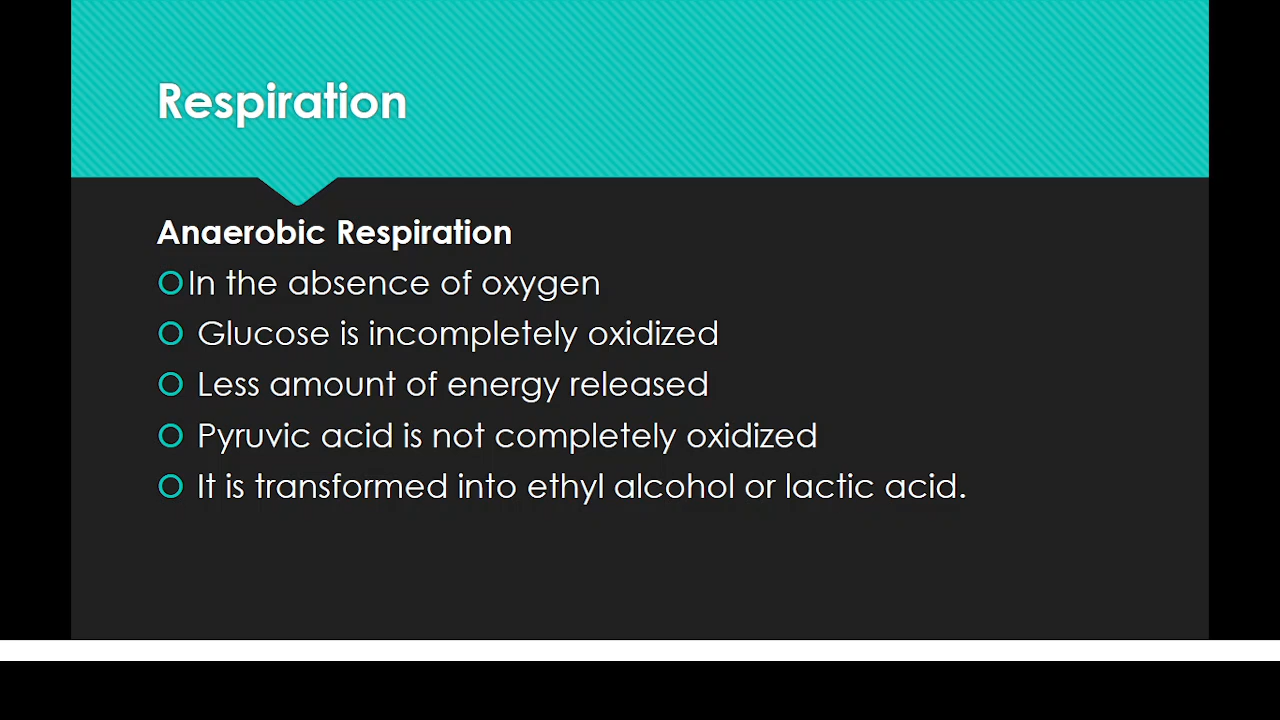 Respiration
Anaerobic Respiration
In the absence of oxygen
Glucose is incompletely oxidized
Less amount of energy released
Pyruvic acid is not completely oxidized
It is transformed into ethyl alcohol or lactic acid.